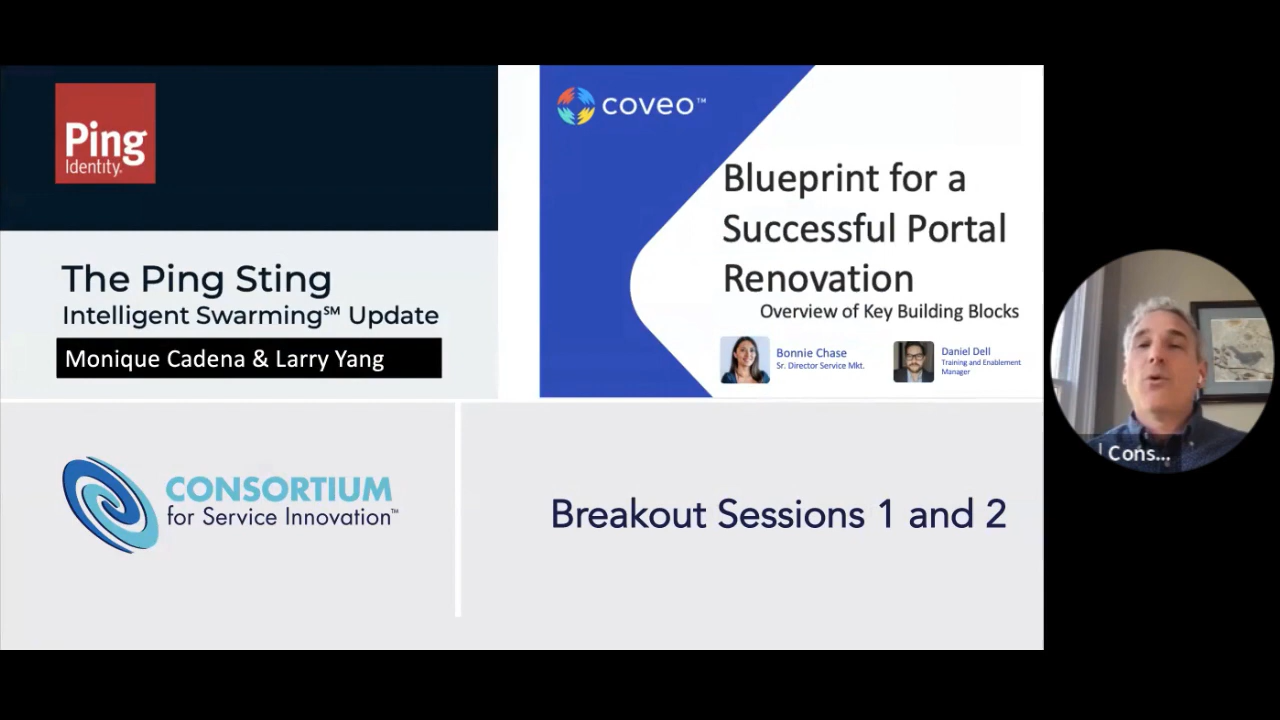 Ping
Identity.
The Ping Sting
Intelligent Swarming℠ Update
Monique Cadena & Larry Yang
coveo™
Blueprint for a
Successful Portal
Renovation
Overview of Key Building Blocks
Bonnie Chase
Sr. Director Service Mkt.
Daniel Dell
Training and Enablement
Manager
CONSORTIUM
for Service Innovation™
Breakout Sessions 1 and 2
| Cons...